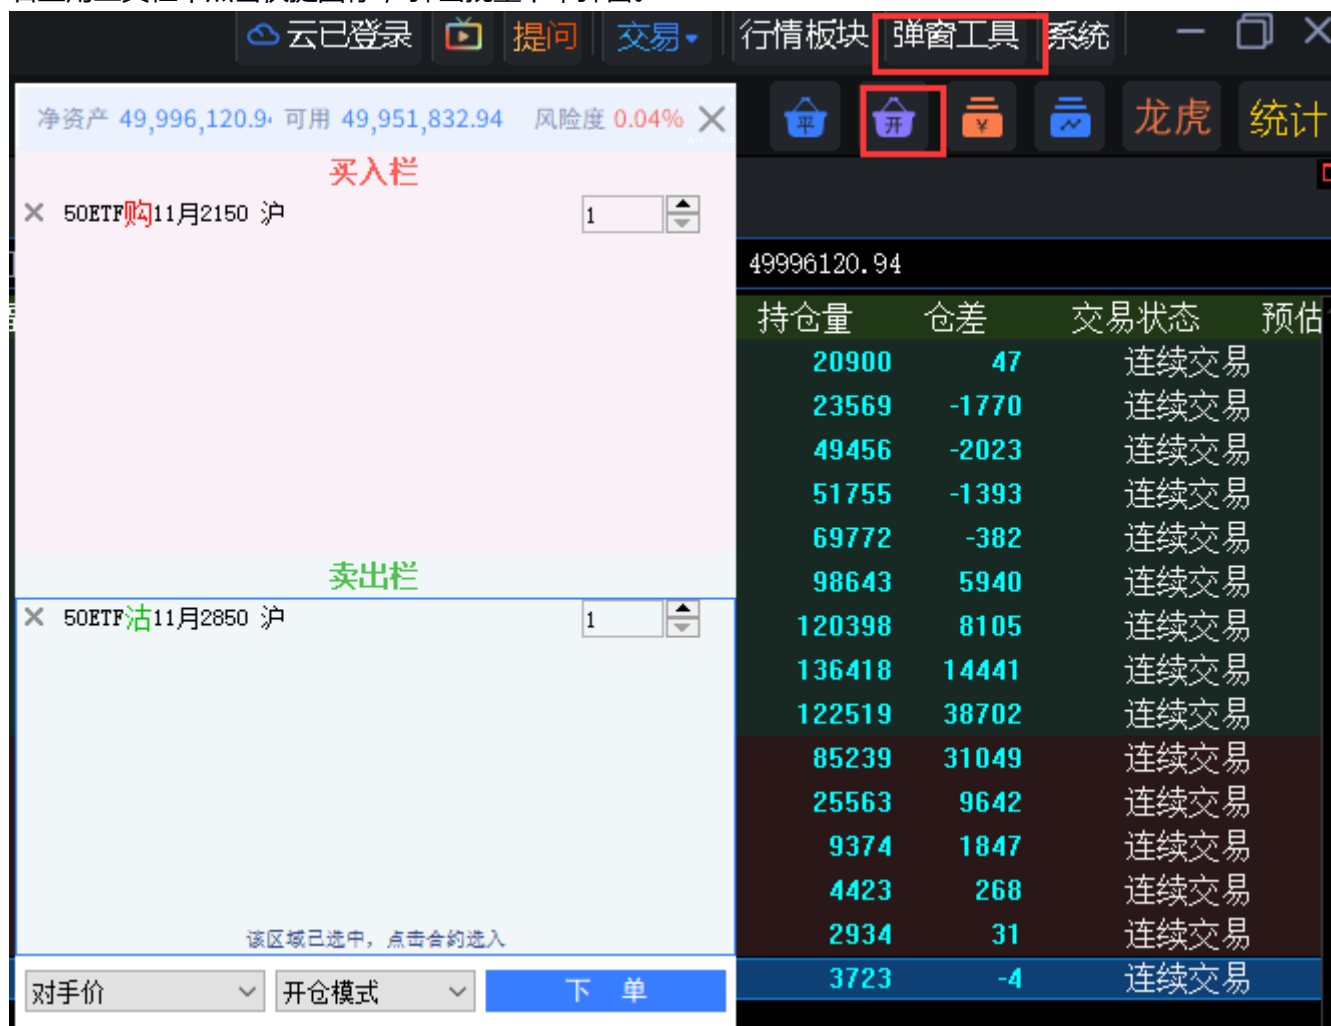 云已登录 提问 交易 行情板块 弹窗工具 系统
净资产 49,996,120.9 可用 49,951,832.94 风险度 0.04%
平 开 ¥ 龙虎 统计
买入栏
50ETF购11月2150 沪 1
49996120.94
持仓量 仓差 交易状态 预估
20900 47 连续交易
23569 -1770 连续交易
49456 -2023 连续交易
51755 -1393 连续交易
69772 -382 连续交易
卖出栏
98643 5940 连续交易
50ETF沽11月2850 沪 1
120398 8105 连续交易
136418 14441 连续交易
122519 38702 连续交易
85239 31049 连续交易
25563 9642 连续交易
9374 1847 连续交易
4423 268 连续交易
该区域已选中，点击合约选入
2934 31 连续交易
3723 -4 连续交易
对手价 开仓模式 下 单